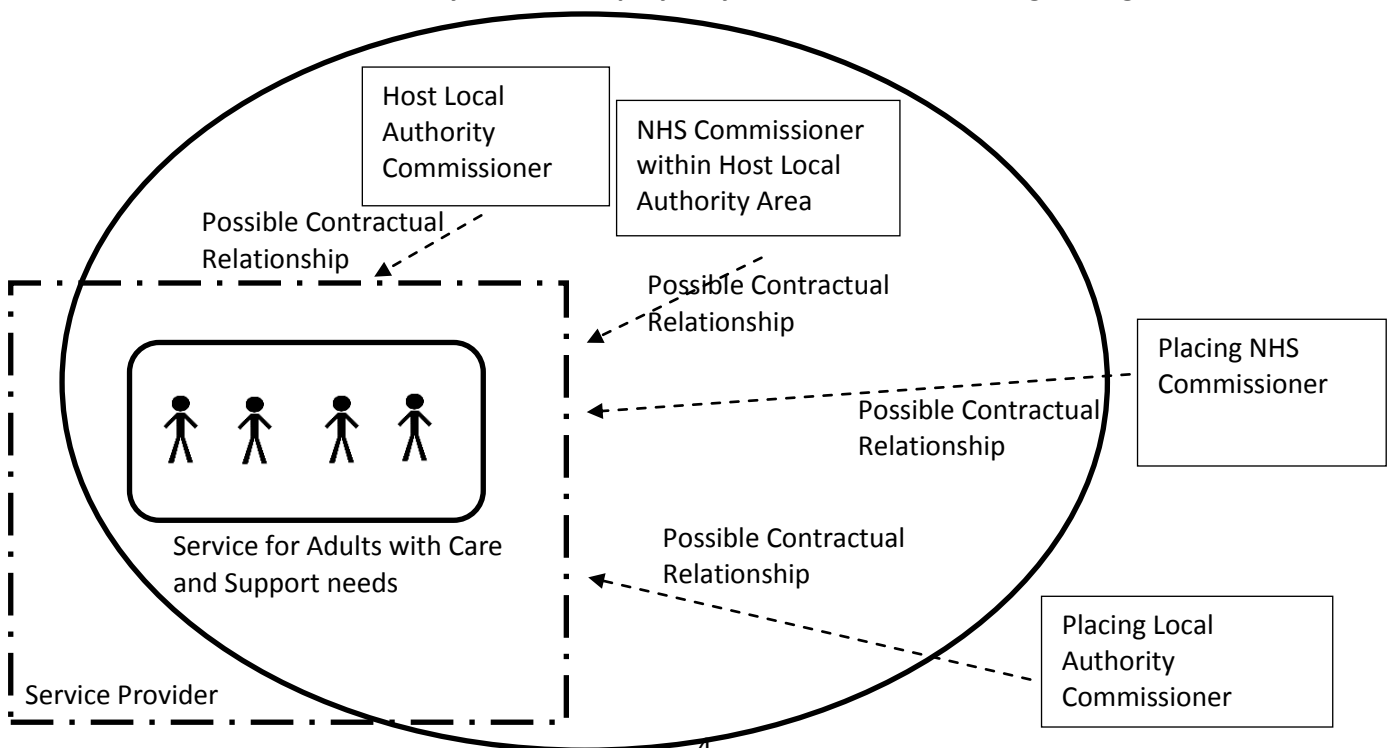 Host Local
Authority
Commissioner
NHS Commissioner
within Host Local
Authority Area
Possible Contractual
Relationship
Possible Contractual
Relationship
Placing NHS
Commissioner
Possible Contractual
Relationship
Possible Contractual
Relationship
Service for Adults with Care
and Support needs
Placing Local
Authority
Commissioner
Service Provider